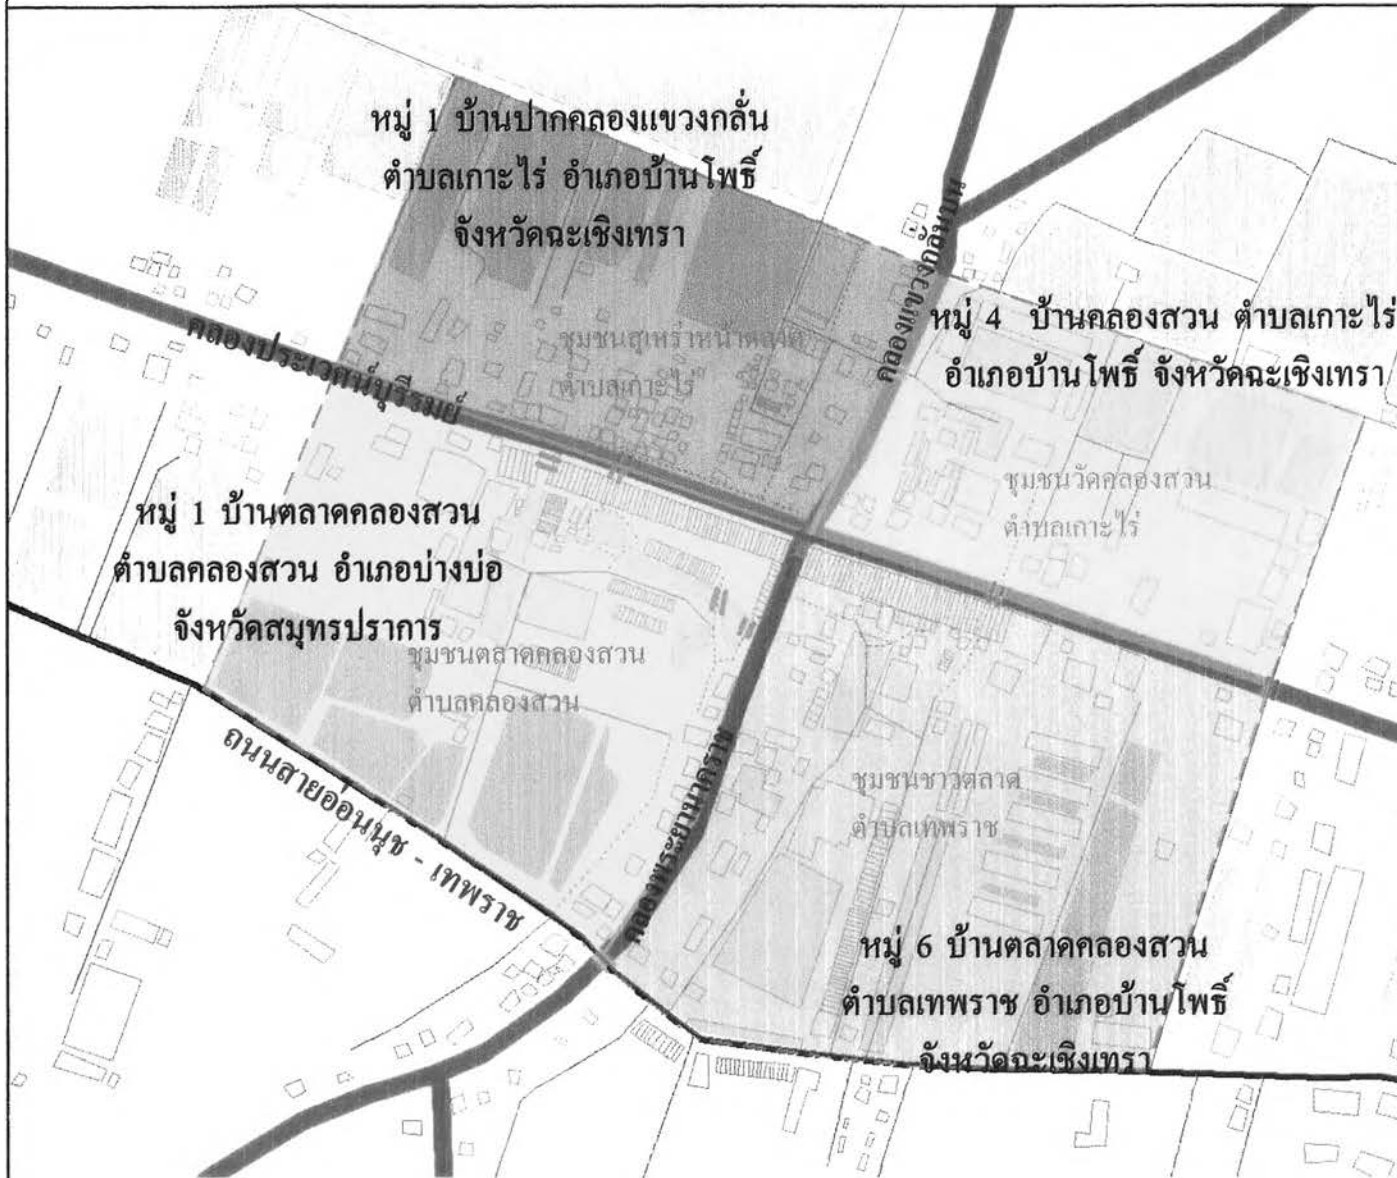 หมู่ 1 บ้านปากคลองแขวงกลั่น
ตำบลเกาะไร่ อำเภอบ้านโพธิ์
จังหวัดฉะเชิงเทรา
คลองแขวงกลั่นบน
หมู่ 4 บ้านคลองสวน ตำบลเกาะไร่
อำเภอบ้านโพธิ์ จังหวัดฉะเชิงเทรา
คลองประเวศน์บุรีรมย์
ชุมชนสุเหร่าหน้าตลาด
ตำบลเกาะไร่
ชุมชนวัดคลองสวน
ตำบลเกาะไร่
หมู่ 1 บ้านตลาดคลองสวน
ตำบลคลองสวน อำเภอบ่างบ่อ
จังหวัดสมุทรปราการ
ชุมชนตลาดคลองสวน
ตำบลคลองสวน
ถนนสายอ่อนนุช - เทพราช
คลองพระยานาคราช
ชุมชนชาวตลาด
ตำบลเทพราช
หมู่ 6 บ้านตลาดคลองสวน
ตำบลเทพราช อำเภอบ้านโพธิ์
จังหวัดฉะเชิงเทรา